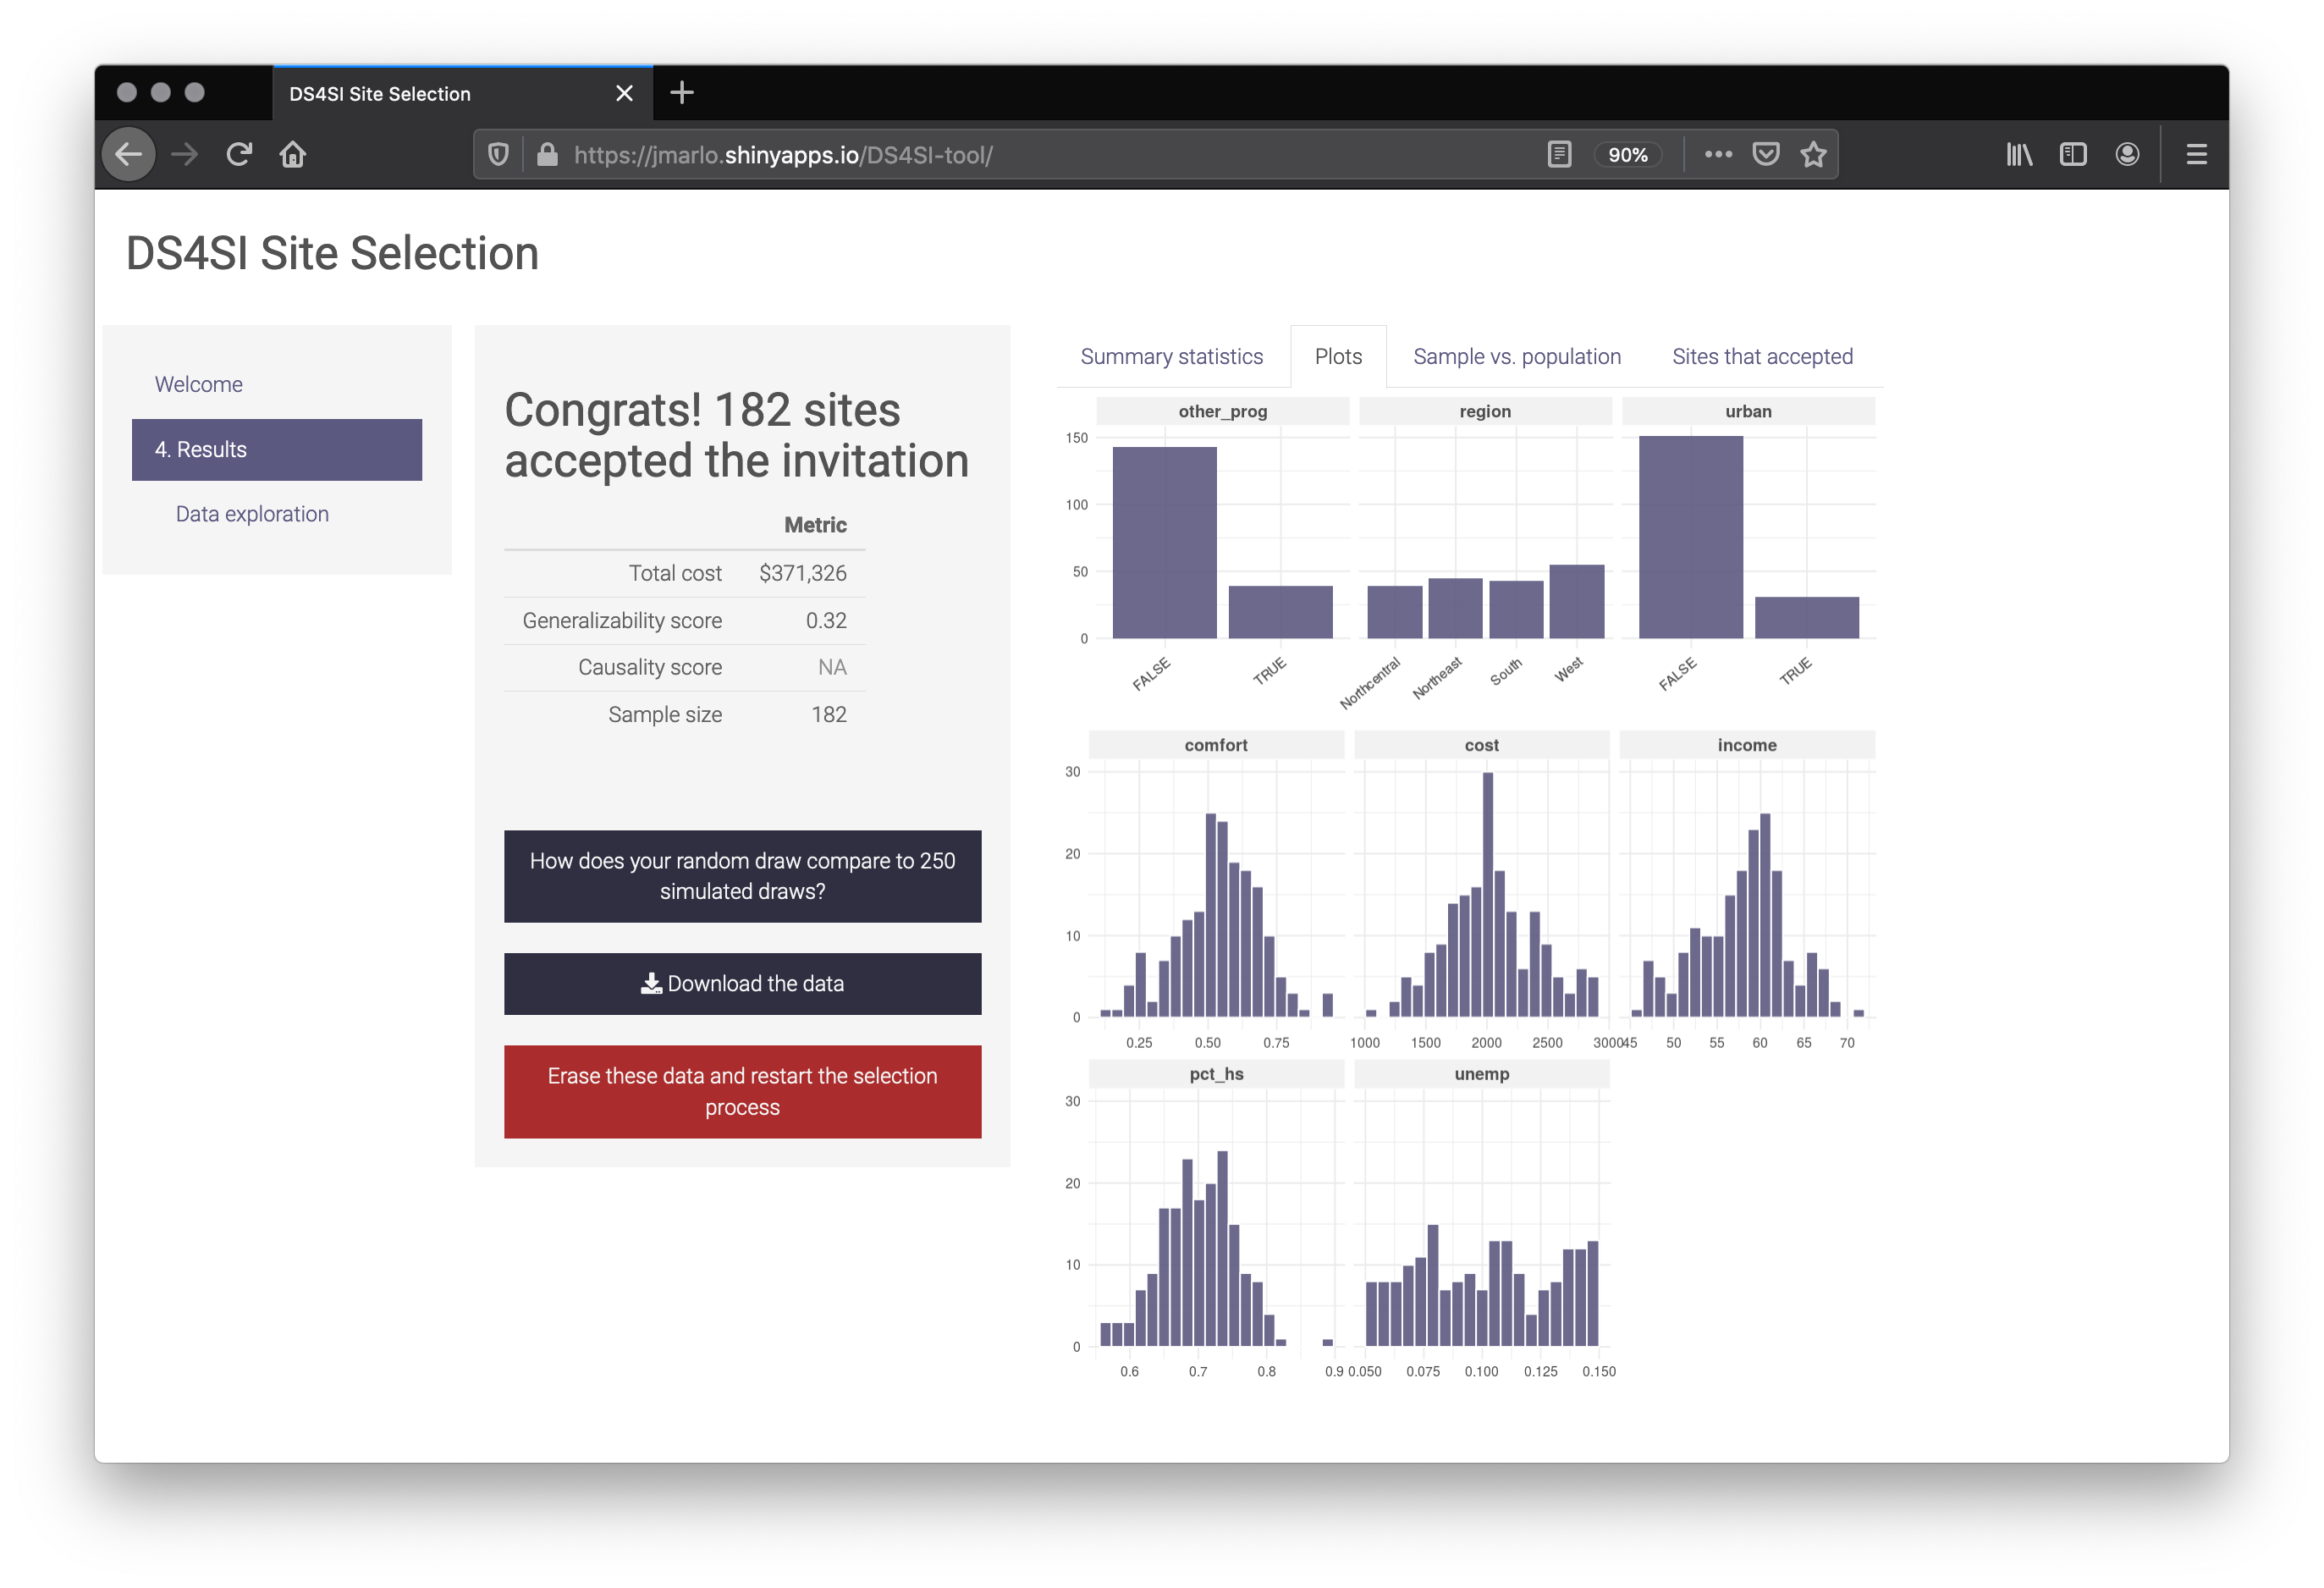 DS4SI Site Selection
https://jmarlo.shinyapps.io/DS4SI-tool/
90%
DS4SI Site Selection
Welcome
4. Results
Data exploration
Congrats! 182 sites
accepted the invitation
Metric
Total cost $371,326
Generalizability score 0.32
Causality score NA
Sample size 182
How does your random draw compare to 250
simulated draws?
Download the data
Erase these data and restart the selection
process
Summary statistics Plots Sample vs. population Sites that accepted
other_prog region urban
150
100
50
0
FALSE TRUE Northcentral Northeast South West FALSE TRUE
comfort cost income
30
20
10
0
0.25 0.50 0.75 1000 1500 2000 2500 3000 45 50 55 60 65 70
pct_hs unemp
30
20
10
0
0.6 0.7 0.8 0.9 0.050 0.075 0.100 0.125 0.150